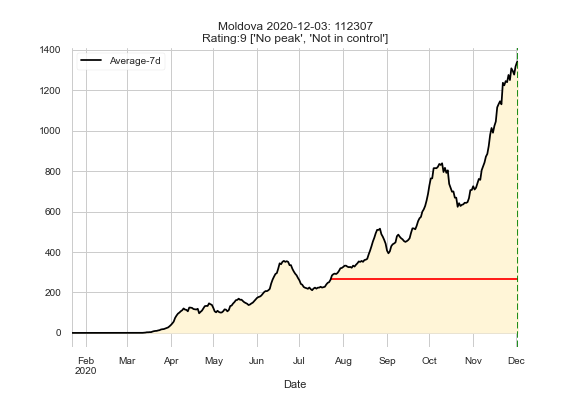 Moldova 2020-12-03: 112307
Rating:9 ['No peak', 'Not in control']
1400
Average-7d
1200
1000
800
600
400
200
0
Feb Mar Apr May Jun Jul Aug Sep Oct Nov Dec
2020
Date